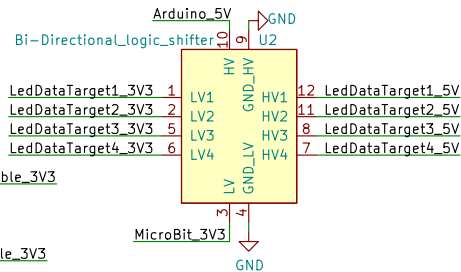 Arduino_5V
GND
Bi-Directional_logic_shifter
U2
10
9
HV
GND_HV
LedDataTarget1_3V3 1 LV1 HV1 12 LedDataTarget1_5V
LedDataTarget2_3V3 2 LV2 HV2 11 LedDataTarget2_5V
LedDataTarget3_3V3 5 LV3 HV3 8 LedDataTarget3_5V
LedDataTarget4_3V3 6 LV4 HV4 7 LedDataTarget4_5V
ble_3V3
LV
GND_LV
3
4
MicroBit_3V3
le_3V3
GND